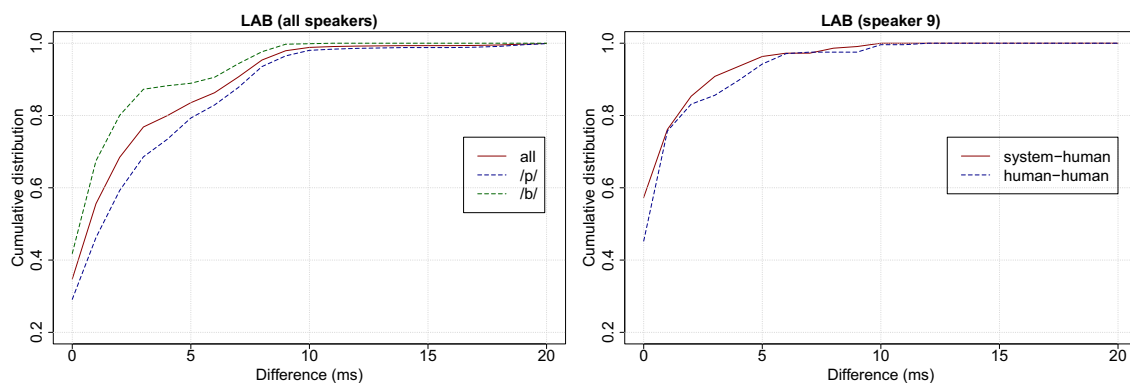 LAB (all speakers)
Cumulative distribution
1.0
0.8
0.6
0.4
0.2
all
/p/
/b/
0 5 10 15 20
Difference (ms)
LAB (speaker 9)
Cumulative distribution
1.0
0.8
0.6
0.4
0.2
system−human
human−human
0 5 10 15 20
Difference (ms)